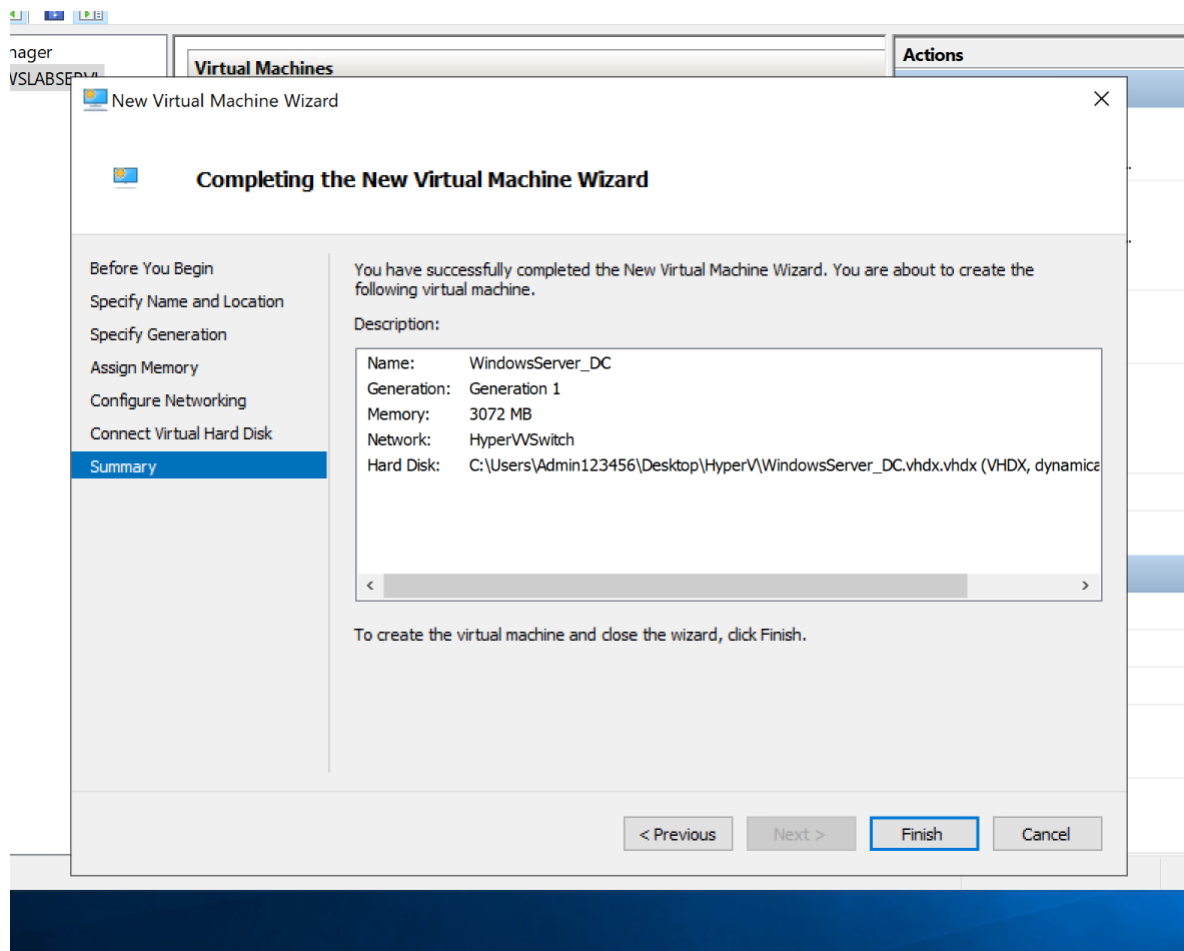 nager
Virtual Machines
Actions
New Virtual Machine Wizard
Completing the New Virtual Machine Wizard
Before You Begin
Specify Name and Location
Specify Generation
Assign Memory
Configure Networking
Connect Virtual Hard Disk
Summary
You have successfully completed the New Virtual Machine Wizard. You are about to create the
following virtual machine.
Description:
Name: WindowsServer_DC
Generation: Generation 1
Memory: 3072 MB
Network: HyperVVSwitch
Hard Disk: C:\Users\Admin123456\Desktop\HyperV\WindowsServer_DC.vhdx.vhdx (VHDX, dynamica
To create the virtual machine and close the wizard, click Finish.
< Previous
Next >
Finish
Cancel